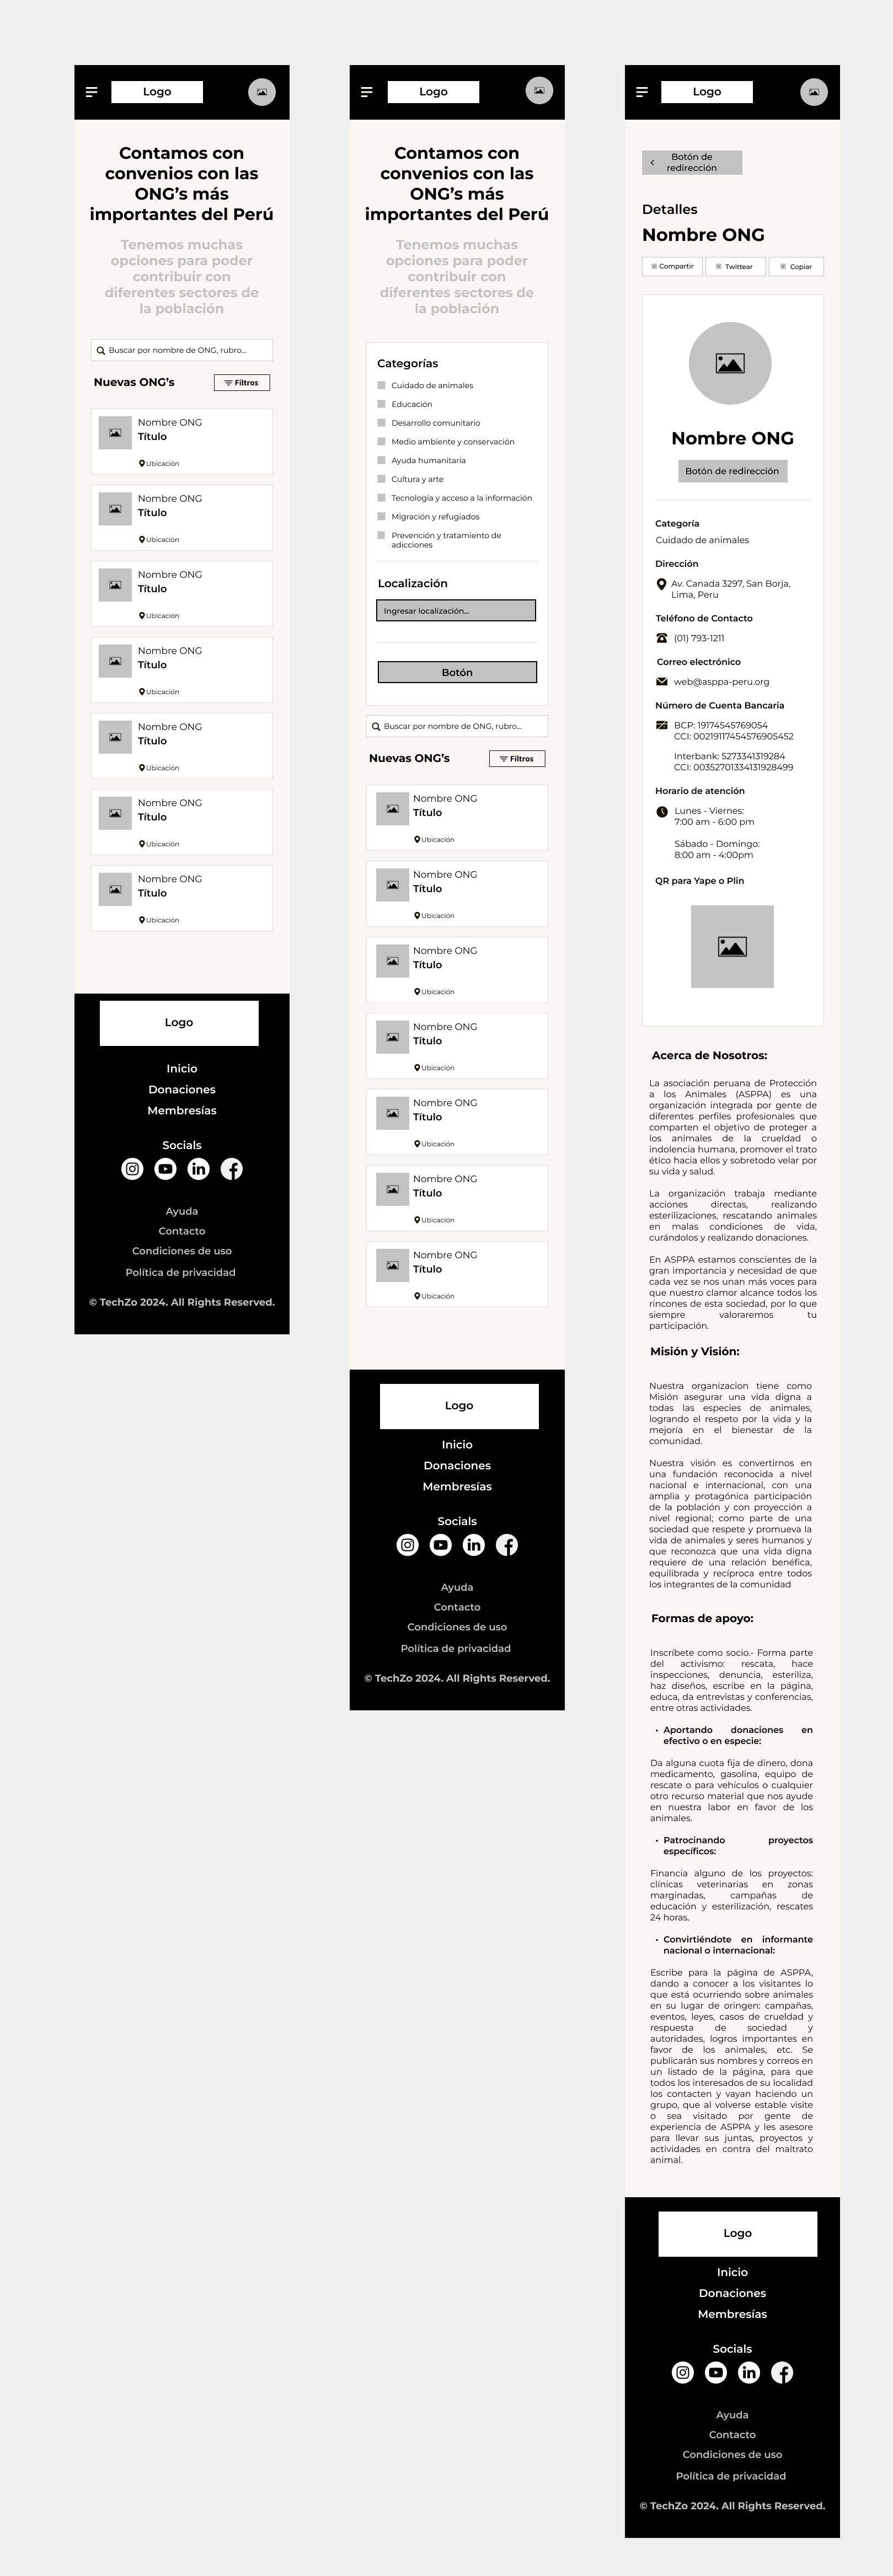 Logo
Contamos con
convenios con las
ONG’s más
importantes del Perú
Tenemos muchas
opciones para poder
contribuir con
diferentes sectores de
la población
Buscar por nombre de ONG, rubro...
Nuevas ONG’s
Filtros
Nombre ONG
Título
Ubicación
Nombre ONG
Título
Ubicación
Nombre ONG
Título
Ubicación
Nombre ONG
Título
Ubicación
Nombre ONG
Título
Ubicación
Nombre ONG
Título
Ubicación
Nombre ONG
Título
Ubicación
Logo
Inicio
Donaciones
Membresías
Socials
Ayuda
Contacto
Condiciones de uso
Política de privacidad
© TechZo 2024. All Rights Reserved.
Logo
Contamos con
convenios con las
ONG’s más
importantes del Perú
Tenemos muchas
opciones para poder
contribuir con
diferentes sectores de
la población
Categorías
Cuidado de animales
Educación
Desarrollo comunitario
Medio ambiente y conservación
Ayuda humanitaria
Cultura y arte
Tecnología y acceso a la información
Migración y refugiados
Prevención y tratamiento de
adicciones
Localización
Ingresar localización...
Botón
Buscar por nombre de ONG, rubro...
Nuevas ONG’s
Filtros
Nombre ONG
Título
Ubicación
Nombre ONG
Título
Ubicación
Nombre ONG
Título
Ubicación
Nombre ONG
Título
Ubicación
Nombre ONG
Título
Ubicación
Nombre ONG
Título
Ubicación
Nombre ONG
Título
Ubicación
Logo
Inicio
Donaciones
Membresías
Socials
Ayuda
Contacto
Condiciones de uso
Política de privacidad
© TechZo 2024. All Rights Reserved.
Logo
Botón de
redirección
Detalles
Nombre ONG
Compartir
Twittear
Copiar
Nombre ONG
Botón de redirección
Categoría
Cuidado de animales
Dirección
Av. Canada 3297, San Borja,
Lima, Peru
Teléfono de Contacto
(01) 793-1211
Correo electrónico
web@asppa-peru.org
Número de Cuenta Bancaria
BCP: 19174545769054
CCI: 00219117454576905452
Interbank: 5273341319284
CCI: 00352701334131928499
Horario de atención
Lunes - Viernes:
7:00 am - 6:00 pm
Sábado - Domingo:
8:00 am - 4:00pm
QR para Yape o Plin
Acerca de Nosotros:
La asociación peruana de Protección
a los Animales (ASPPA) es una
organización integrada por gente de
diferentes perfiles profesionales que
comparten el objetivo de proteger a
los animales de la crueldad o
indolencia humana, promover el trato
ético hacia ellos y sobretodo velar por
su vida y salud.
La organización trabaja mediante
acciones directas, realizando
esterilizaciones, rescatando animales
en malas condiciones de vida,
curándolos y realizando donaciones.
En ASPPA estamos conscientes de la
gran importancia y necesidad de que
cada vez se nos unan más voces para
que nuestro clamor alcance todos los
rincones de esta sociedad, por lo que
siempre valoraremos tu
participación.
Misión y Visión:
Nuestra organizacion tiene como
Misión asegurar una vida digna a
todas las especies de animales,
logrando el respeto por la vida y la
mejoría en el bienestar de la
comunidad.
Nuestra visión es convertirnos en
una fundación reconocida a nivel
nacional e internacional, con una
amplia y protagónica participación
de la población y con proyección a
nivel regional; como parte de una
sociedad que respete y promueva la
vida de animales y seres humanos y
que reconozca que una vida digna
requiere de una relación benéfica,
equilibrada y recíproca entre todos
los integrantes de la comunidad
Formas de apoyo:
Inscríbete como socio.- Forma parte
del activismo: rescata, hace
inspecciones, denuncia, esteriliza,
haz diseños, escribe en la página,
educa, da entrevistas y conferencias,
entre otras actividades.
• Aportando donaciones en
efectivo o en especie:
Da alguna cuota fija de dinero, dona
medicamento, gasolina, equipo de
rescate o para vehículos o cualquier
otro recurso material que nos ayude
en nuestra labor en favor de los
animales.
• Patrocinando proyectos
específicos:
Financia alguno de los proyectos:
clínicas veterinarias en zonas
marginadas, campañas de
educación y esterilización, rescates
24 horas.
• Convirtiéndote en informante
nacional o internacional:
Escribe para la página de ASPPA,
dando a conocer a los visitantes lo
que está ocurriendo sobre animales
en su lugar de oringen: campañas,
eventos, leyes, casos de crueldad y
respuesta de sociedad y
autoridades, logros importantes en
favor de los animales, etc. Se
publicarán sus nombres y correos en
un listado de la página, para que
todos los interesados de su localidad
los contacten y vayan haciendo un
grupo, que al volverse estable visite
o sea visitado por gente de
experiencia de ASPPA y les asesore
para llevar sus juntas, proyectos y
actividades en contra del maltrato
animal.
Logo
Inicio
Donaciones
Membresías
Socials
Ayuda
Contacto
Condiciones de uso
Política de privacidad
© TechZo 2024. All Rights Reserved.